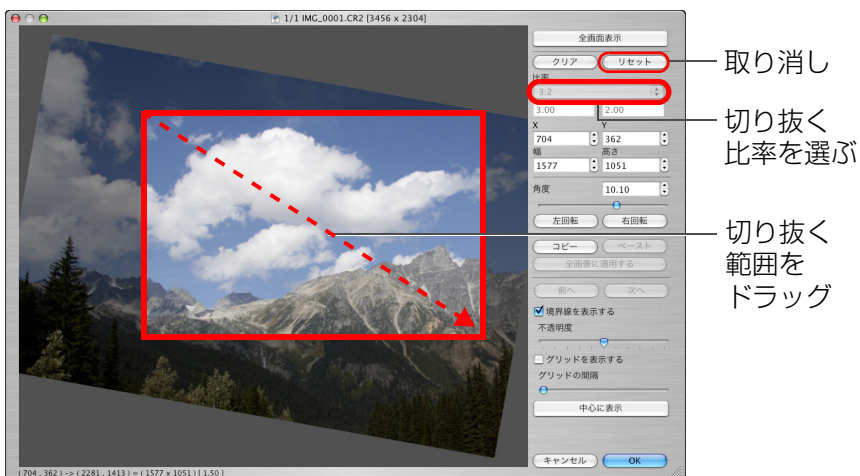 1/1 IMG_0001.CR2 [3456 x 2304]
全画面表示
クリア
リセット
比率
3:2
3.00
2.00
X
Y
704
362
幅
高さ
1577
1051
角度
10.10
左回転
右回転
コピー
ペースト
全画像に適用する
前へ
次へ
境界線を表示する
不透明度
グリッドを表示する
グリッドの間隔
中心に表示
キャンセル
OK
( 704 , 362 ) -> ( 2281 , 1413 ) = ( 1577 x 1051 ) [ 1.50 ]
取り消し
切り抜く
比率を選ぶ
切り抜く
範囲を
ドラッグ